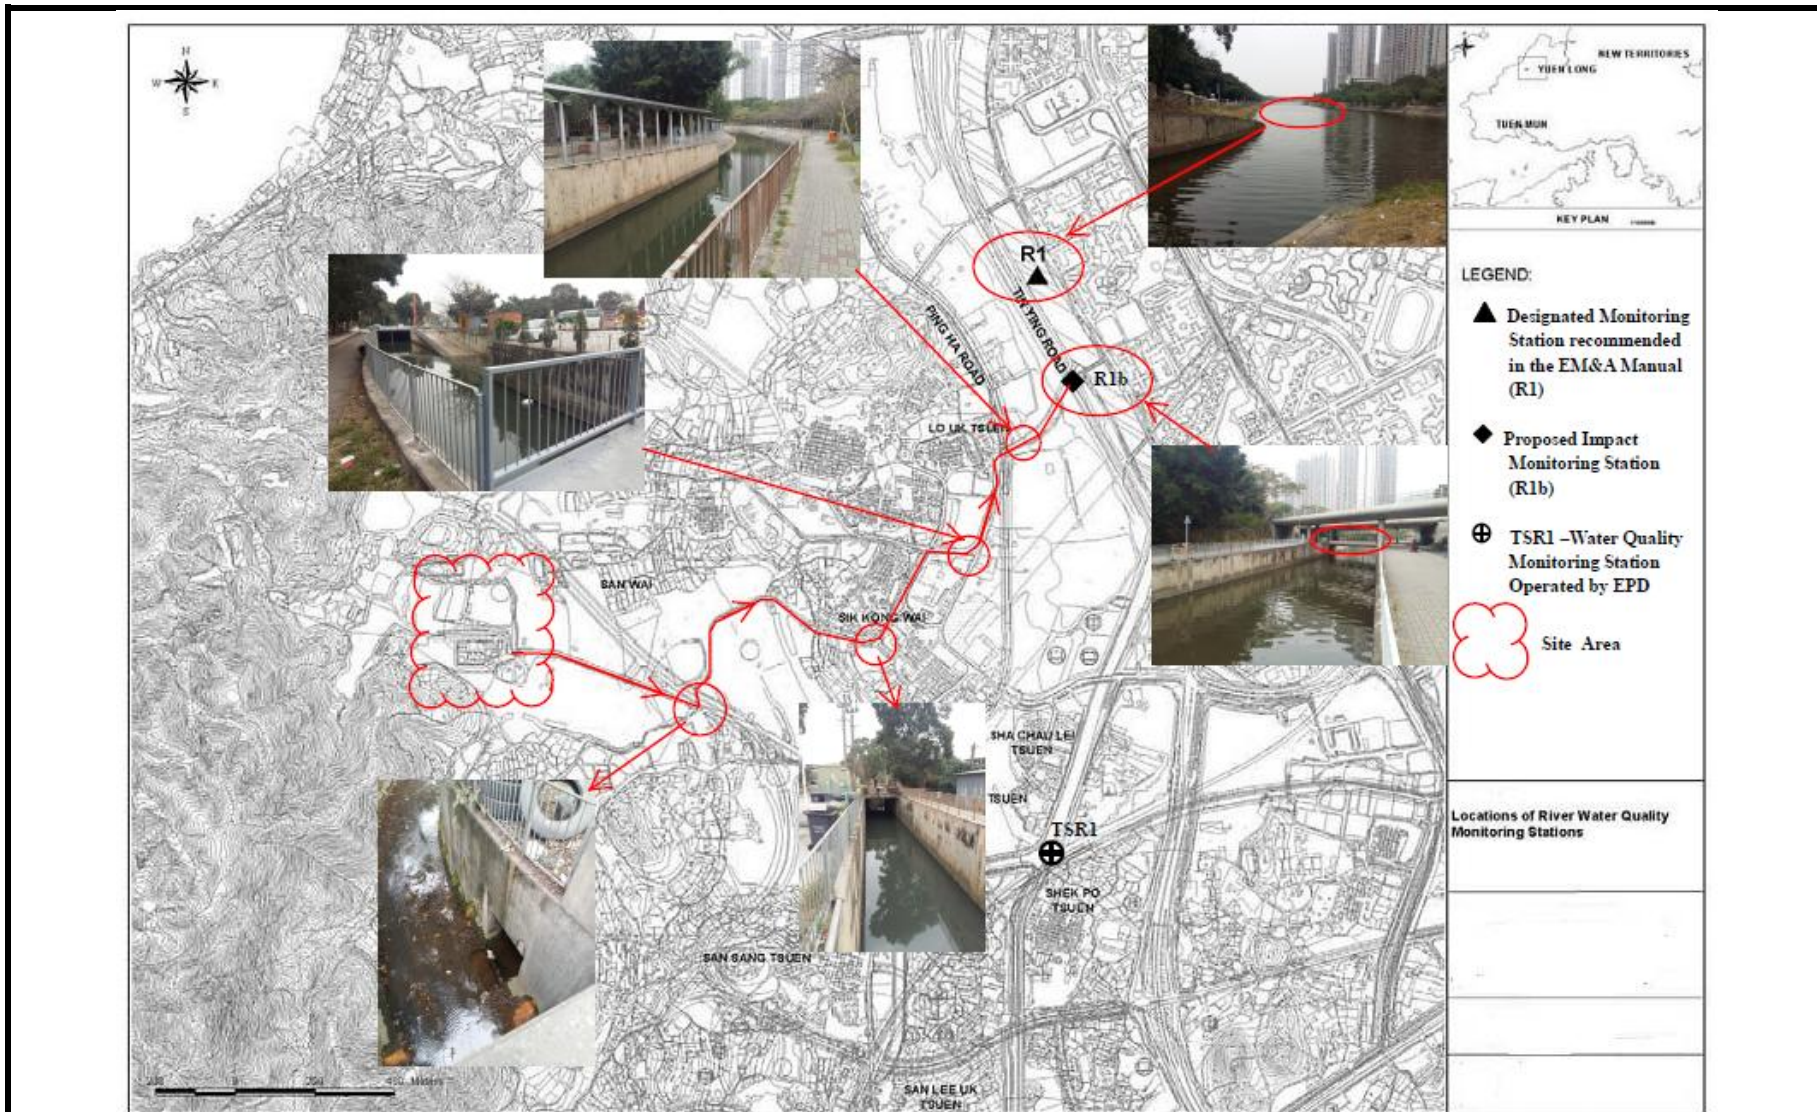 N
W
S
NEW TERRITORIES
YUEN LONG
TUEN MUN
KEY PLAN
LEGEND:
Designated Monitoring
Station recommended
in the EM&A Manual
(R1)
Proposed Impact
Monitoring Station
(R1b)
TSR1 –Water Quality
Monitoring Station
Operated by EPD
Site Area
Locations of River Water Quality
Monitoring Stations
R1
TIN YING ROAD
PING HA ROAD
R1b
LO UK TSUEN
SAN WAI
SIK KONG WAI
SHA CHAU LEI
TSUEN
TSUEN
TSR1
SHEK PO
TSUEN
SAN SANG TSUEN
SAN LEE UK
TSUEN